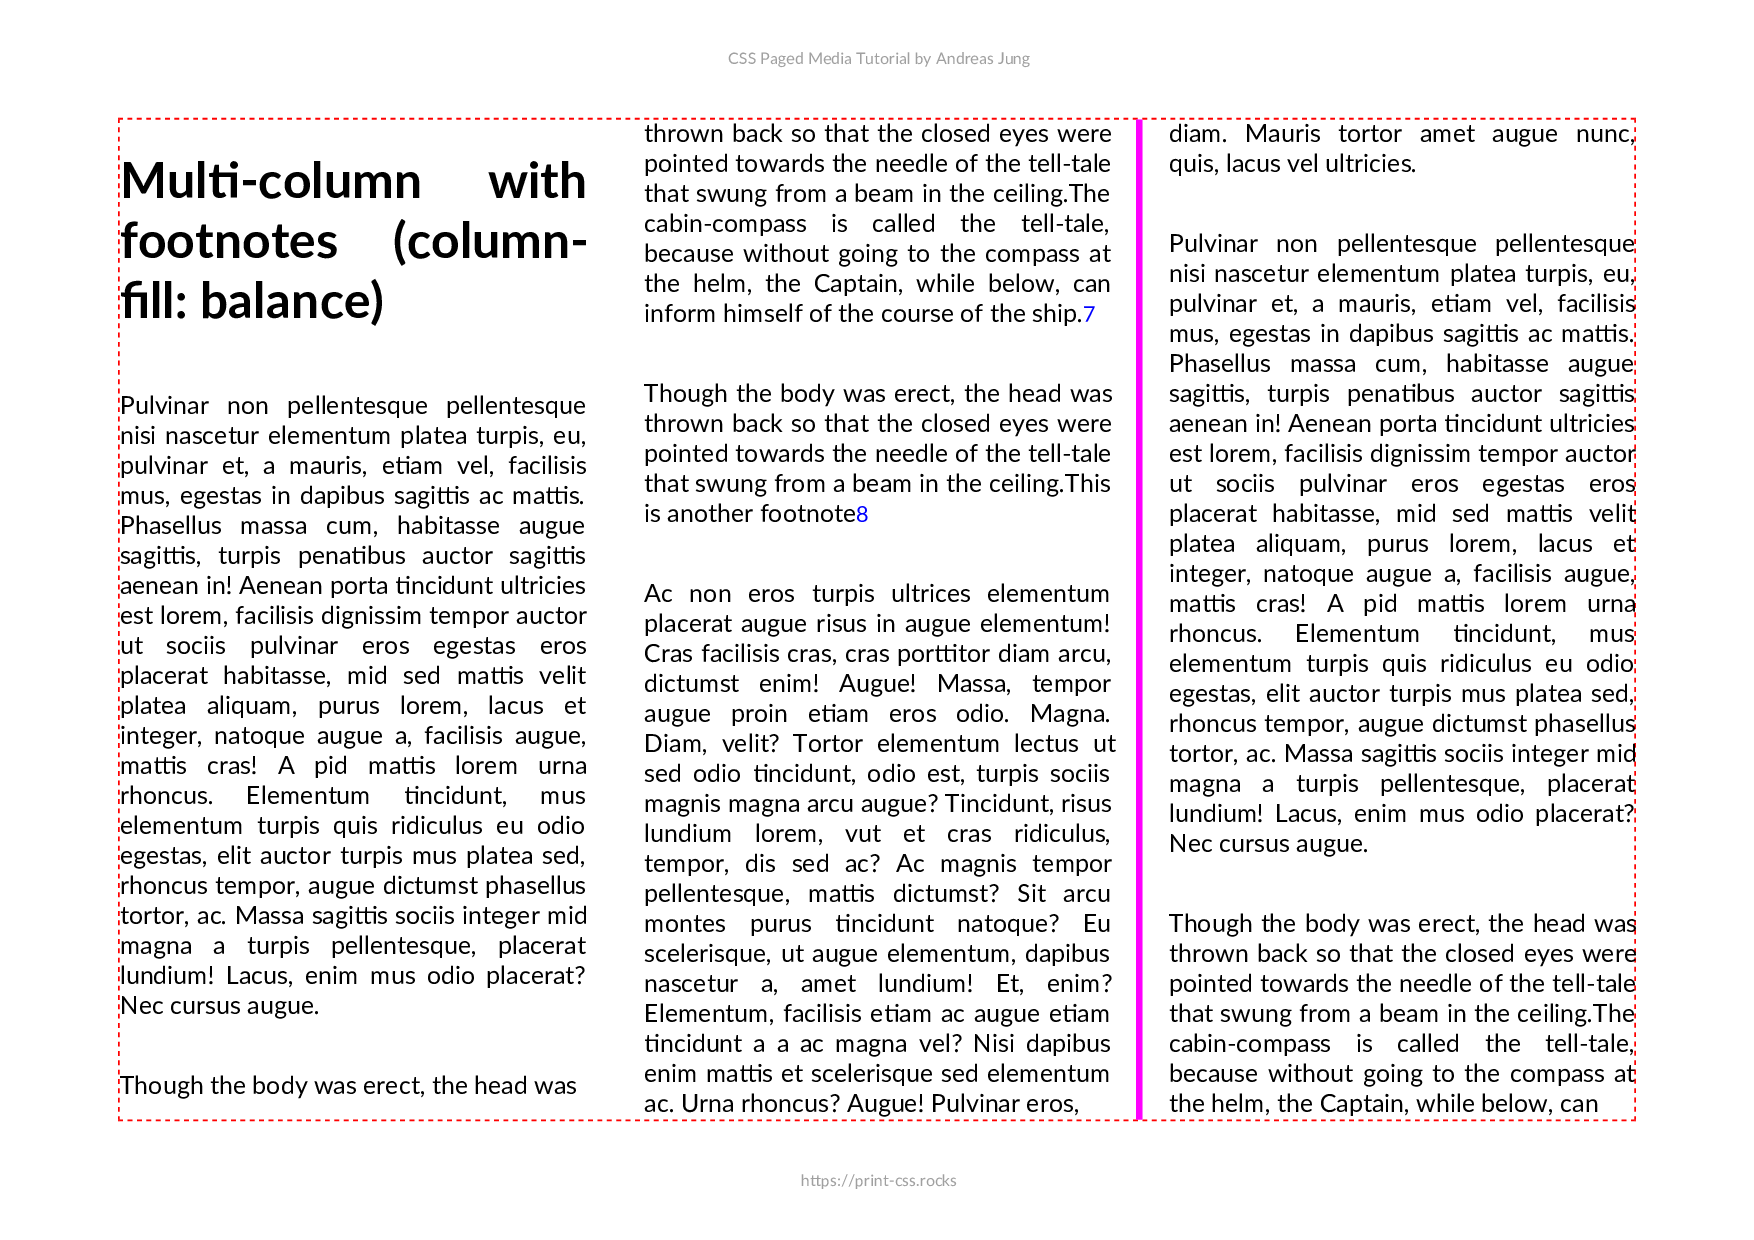 CSS Paged Media Tutorial by Andreas Jung
Multi-column with
footnotes (column-
fill: balance)
Pulvinar non pellentesque pellentesque
nisi nascetur elementum platea turpis, eu,
pulvinar et, a mauris, etiam vel, facilisis
mus, egestas in dapibus sagittis ac mattis.
Phasellus massa cum, habitasse augue
sagittis, turpis penatibus auctor sagittis
aenean in! Aenean porta tincidunt ultricies
est lorem, facilisis dignissim tempor auctor
ut sociis pulvinar eros egestas eros
placerat habitasse, mid sed mattis velit
platea aliquam, purus lorem, lacus et
integer, natoque augue a, facilisis augue,
mattis cras! A pid mattis lorem urna
rhoncus. Elementum tincidunt, mus
elementum turpis quis ridiculus eu odio
egestas, elit auctor turpis mus platea sed,
rhoncus tempor, augue dictumst phasellus
tortor, ac. Massa sagittis sociis integer mid
magna a turpis pellentesque, placerat
lundium! Lacus, enim mus odio placerat?
Nec cursus augue.
Though the body was erect, the head was
thrown back so that the closed eyes were
pointed towards the needle of the tell-tale
that swung from a beam in the ceiling.The
cabin-compass is called the tell-tale,
because without going to the compass at
the helm, the Captain, while below, can
inform himself of the course of the ship.7
Though the body was erect, the head was
thrown back so that the closed eyes were
pointed towards the needle of the tell-tale
that swung from a beam in the ceiling.This
is another footnote8
Ac non eros turpis ultrices elementum
placerat augue risus in augue elementum!
Cras facilisis cras, cras porttitor diam arcu,
dictumst enim! Augue! Massa, tempor
augue proin etiam eros odio. Magna.
Diam, velit? Tortor elementum lectus ut
sed odio tincidunt, odio est, turpis sociis
magnis magna arcu augue? Tincidunt, risus
lundium lorem, vut et cras ridiculus,
tempor, dis sed ac? Ac magnis tempor
pellentesque, mattis dictumst? Sit arcu
montes purus tincidunt natoque? Eu
scelerisque, ut augue elementum, dapibus
nascetur a, amet lundium! Et, enim?
Elementum, facilisis etiam ac augue etiam
tincidunt a a ac magna vel? Nisi dapibus
enim mattis et scelerisque sed elementum
ac. Urna rhoncus? Augue! Pulvinar eros,
diam. Mauris tortor amet augue nunc,
quis, lacus vel ultricies.
Pulvinar non pellentesque pellentesque
nisi nascetur elementum platea turpis, eu,
pulvinar et, a mauris, etiam vel, facilisis
mus, egestas in dapibus sagittis ac mattis.
Phasellus massa cum, habitasse augue
sagittis, turpis penatibus auctor sagittis
aenean in! Aenean porta tincidunt ultricies
est lorem, facilisis dignissim tempor auctor
ut sociis pulvinar eros egestas eros
placerat habitasse, mid sed mattis velit
platea aliquam, purus lorem, lacus et
integer, natoque augue a, facilisis augue,
mattis cras! A pid mattis lorem urna
rhoncus. Elementum tincidunt, mus
elementum turpis quis ridiculus eu odio
egestas, elit auctor turpis mus platea sed,
rhoncus tempor, augue dictumst phasellus
tortor, ac. Massa sagittis sociis integer mid
magna a turpis pellentesque, placerat
lundium! Lacus, enim mus odio placerat?
Nec cursus augue.
Though the body was erect, the head was
thrown back so that the closed eyes were
pointed towards the needle of the tell-tale
that swung from a beam in the ceiling.The
cabin-compass is called the tell-tale,
because without going to the compass at
the helm, the Captain, while below, can
https://print-css.rocks